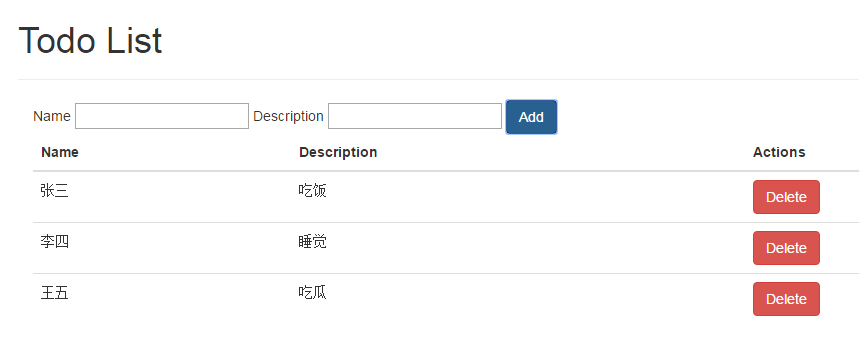 Todo List
Name Description Add
Name Description Actions
张三 吃饭 Delete
李四 睡觉 Delete
王五 吃瓜 Delete